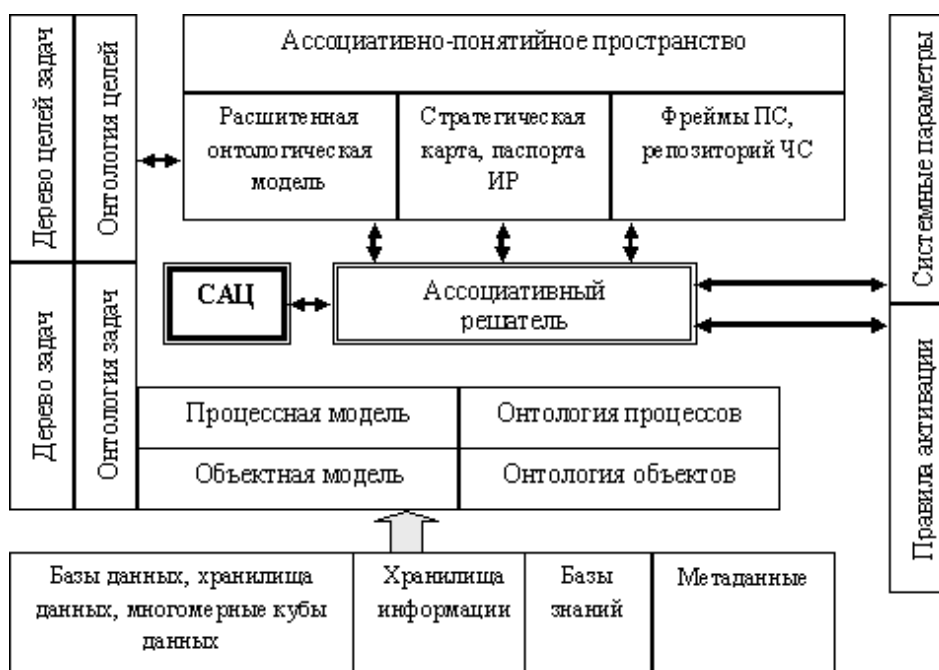 Дерево целей задач
Онтология целей
Ассоциативно-понятийное пространство
Расшитенная
онтологическая
модель
Стратегическая
карта, паспорта
ИР
Фреймы ПС,
репозиторий ЧС
Системные параметры
САЦ
Ассоциативный
решатель
Дерево задач
Онтология задач
Процессная модель
Онтология процессов
Объектная модель
Онтология объектов
Правила активации
Базы данных, хранилища
данных, многомерные кубы
данных
Хранилища
информации
Базы
знаний
Метаданные